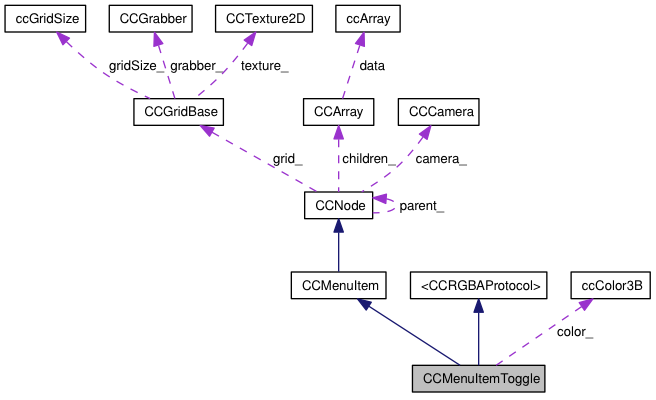 ccGridSize
CCGrabber
CCTexture2D
ccArray
gridSize_
grabber_
texture_
data
CCGridBase
CCArray
CCCamera
grid_
children_
camera_
CCNode
parent_
CCMenuItem
<CCRGBAProtocol>
ccColor3B
color_
CCMenuItemToggle